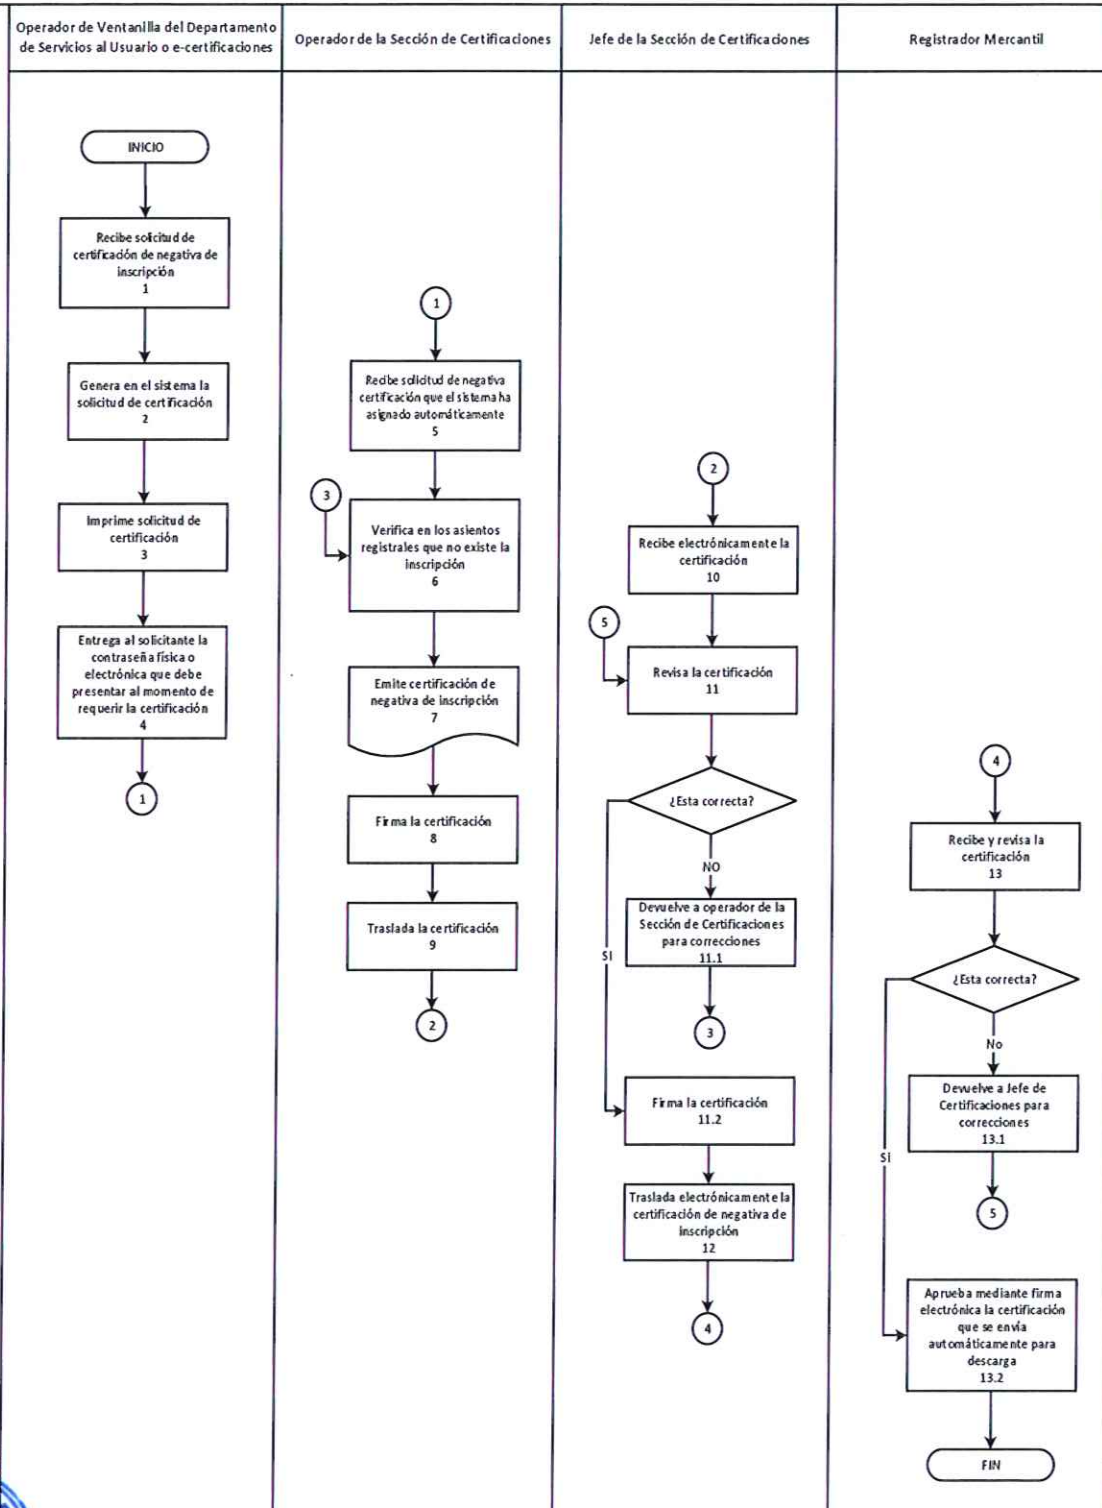 Operador de Ventanilla del Departamento
de Servicios al Usuario o e-certificaciones
Operador de la Sección de Certificaciones
Jefe de la Sección de Certificaciones
Registrador Mercantil
INICIO
Recibe solicitud de
certificación de negativa de
inscripción
1
Genera en el sistema la
solicitud de certificación
2
Imprime solicitud de
certificación
3
Entrega al solicitante la
contraseña física o
electrónica que debe
presentar al momento de
requerir la certificación
4
1
1
Recibe solicitud de negativa
certificación que el sistema ha
asignado automáticamente
5
3
Verifica en los asientos
registrales que no existe la
inscripción
6
Emite certificación de
negativa de inscripción
7
Firma la certificación
8
Traslada la certificación
9
2
2
Recibe electrónicamente la
certificación
10
5
Revisa la certificación
11
¿Esta correcta?
NO
SI
Devuelve a operador de la
Sección de Certificaciones
para correcciones
11.1
3
Firma la certificación
11.2
Traslada electrónicamente la
certificación de negativa de
inscripción
12
4
4
Recibe y revisa la
certificación
13
¿Esta correcta?
No
SI
Devuelve a Jefe de
Certificaciones para
correcciones
13.1
5
Aprueba mediante firma
electrónica la certificación
que se envía
automáticamente para
descarga
13.2
FIN